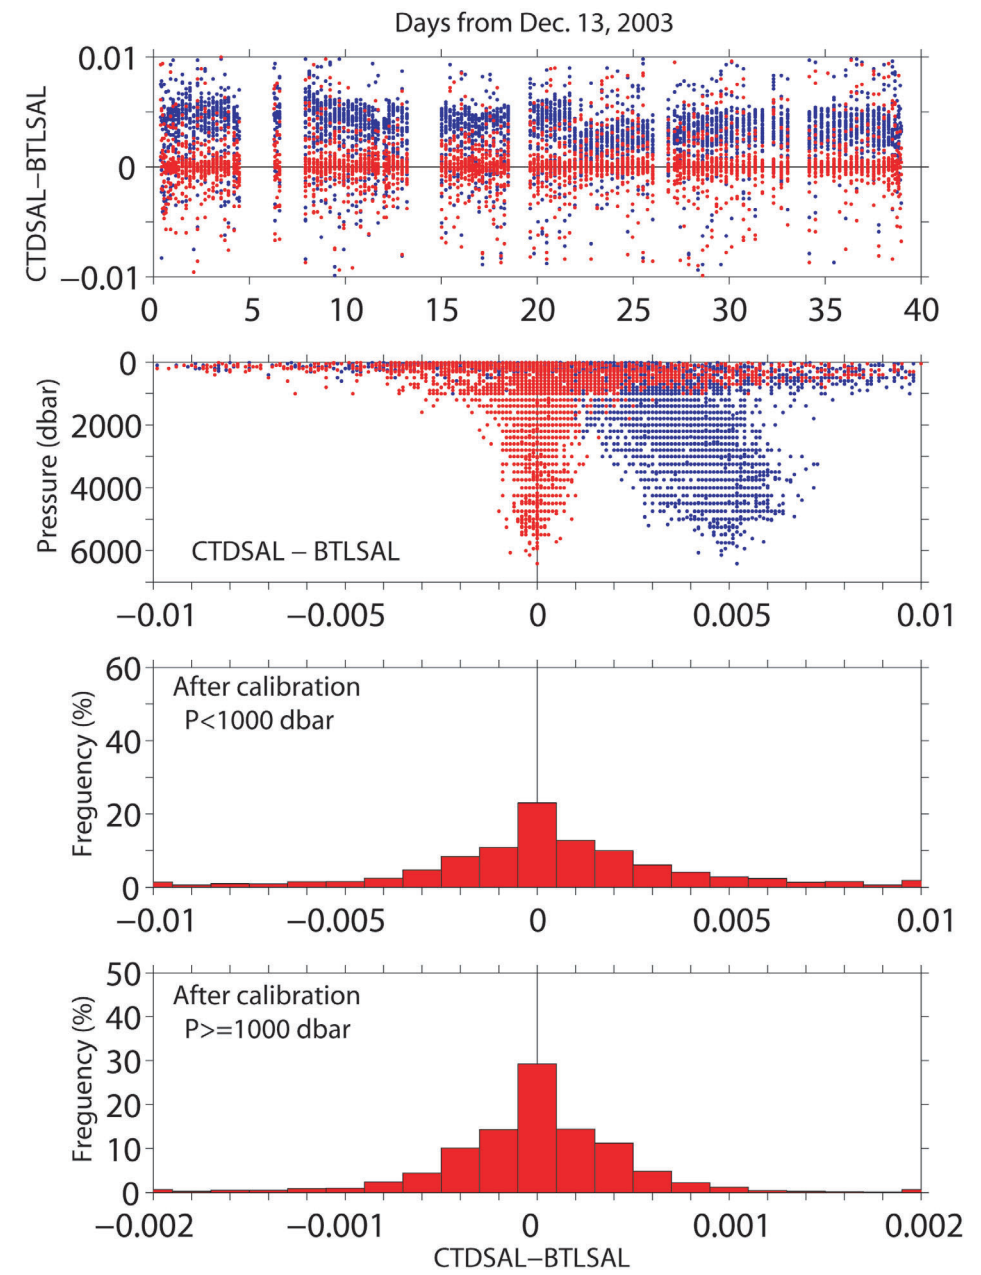 Days from Dec. 13, 2003
0.01
0
−0.01
CTDSAL−BTLSAL
0 5 10 15 20 25 30 35 40
0
2000
4000
6000
Pressure (dbar)
CTDSAL − BTLSAL
−0.01 −0.005 0 0.005 0.01
60
40
20
0
Freguency (%)
After calibration
P<1000 dbar
−0.01 −0.005 0 0.005 0.01
50
40
30
20
10
0
Freguency (%)
After calibration
P>=1000 dbar
−0.002 −0.001 0 0.001 0.002
CTDSAL−BTLSAL